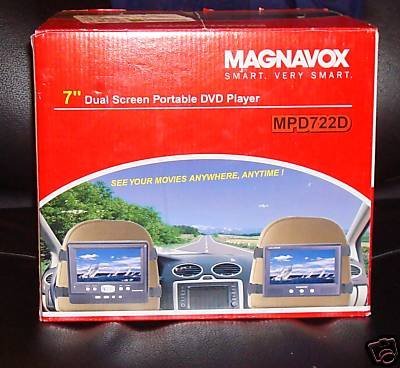 MAGNAVOX
SMART. VERY SMART.
7" Dual Screen Portable DVD Player
MPD722D
SEE YOUR MOVIES ANYWHERE, ANYTIME !